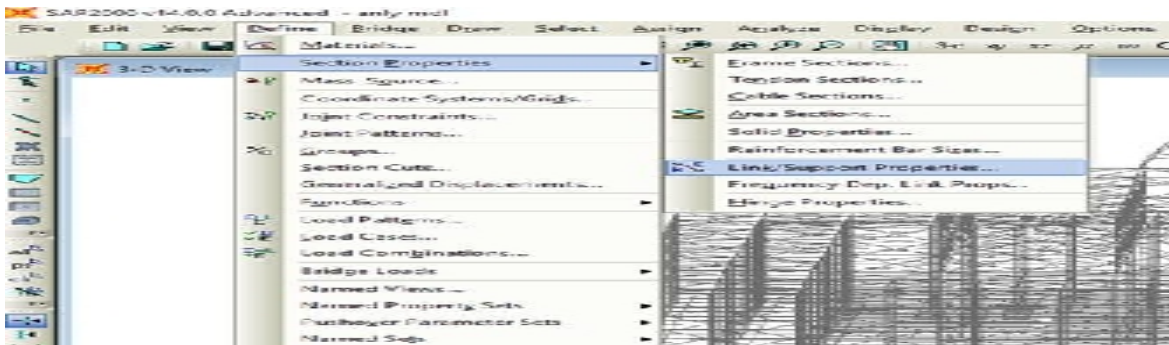 SAP2000 v14.0.0 Advanced - anly mdl
File Edit View Define Bridge Draw Select Assign Analyze Display Design Options
3-D View
Materials...
Section Properties
Mass Source...
Coordinate Systems/Grids...
Joint Constraints...
Joint Patterns...
Groups...
Section Cuts...
Generalized Displacements...
Functions
Load Patterns...
Load Cases...
Load Combinations...
Bridge Loads
Named Views...
Named Property Sets
Pushover Parameter Sets
Named Sets
Frame Sections...
Tendon Sections...
Cable Sections...
Area Sections...
Solid Properties...
Reinforcement Bar Sizes...
Link/Support Properties...
Frequency Dep. Link Props...
Hinge Properties...